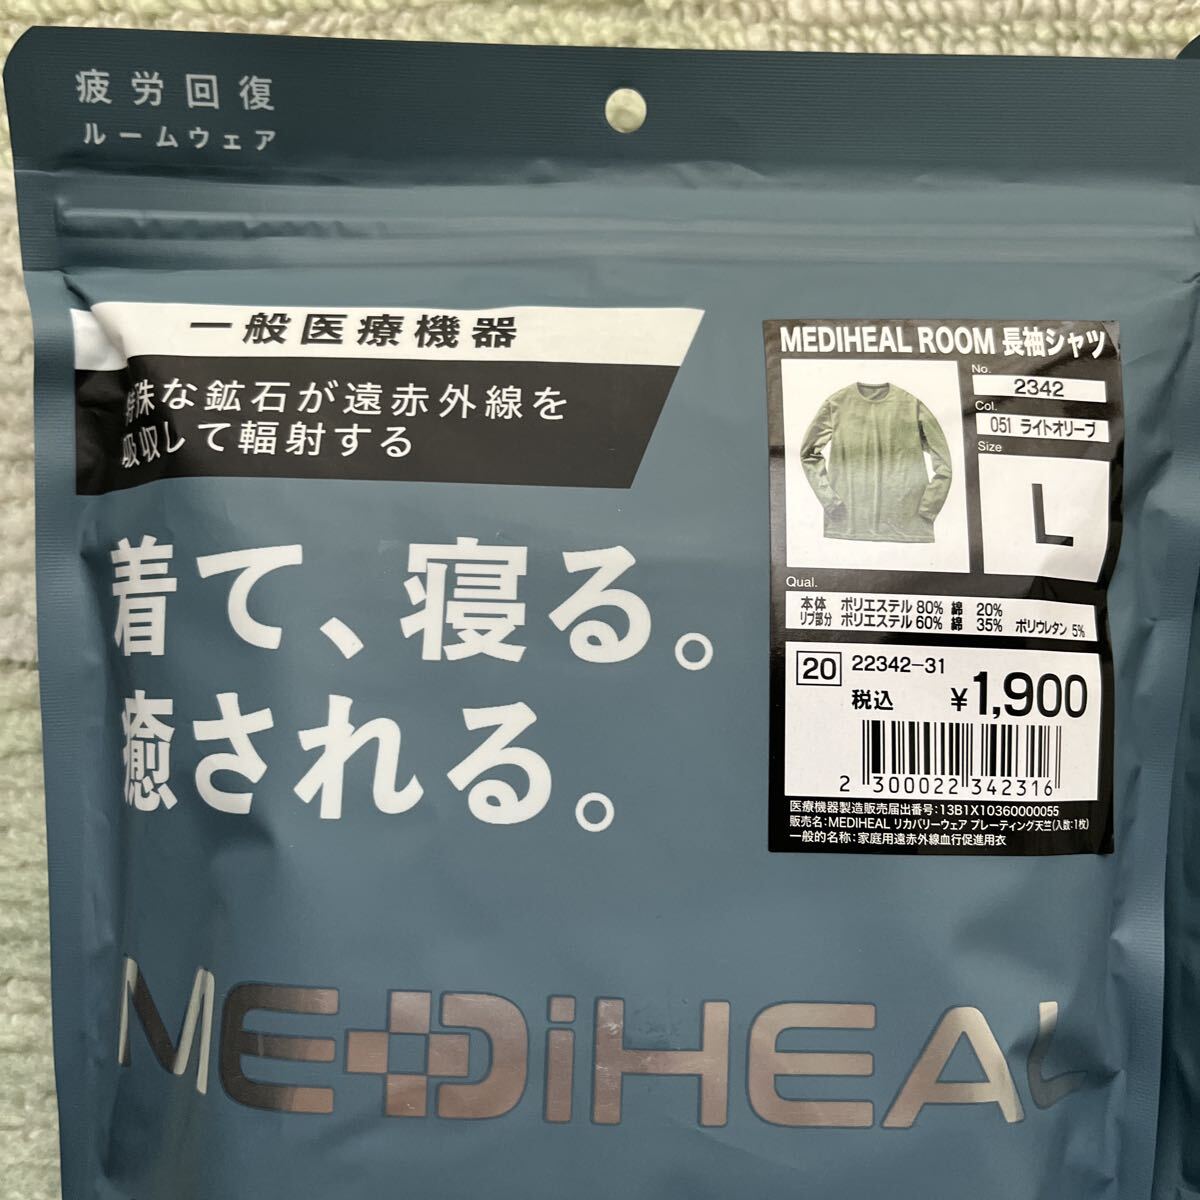 疲労回復
ルームウェア
一般医療機器
特殊な鉱石が遠赤外線を
吸収して輻射する
着て、寝る。
癒される。
MEDiHEAL
MEDIHEAL ROOM 長袖シャツ
No.
2342
Col.
051 ライトオリーブ
Size
L
Qual.
本体 ポリエステル 80% 綿 20%
リブ部分 ポリエステル 60% 綿 35% ポリウレタン 5%
20 22342-31
税込 ¥1,900
2 300022 342316
医療機器製造販売届出番号:13B1X10360000055
販売名:MEDIHEAL リカバリーウェア プレーティング天竺(入数:1枚)
一般的名称:家庭用遠赤外線血行促進用衣